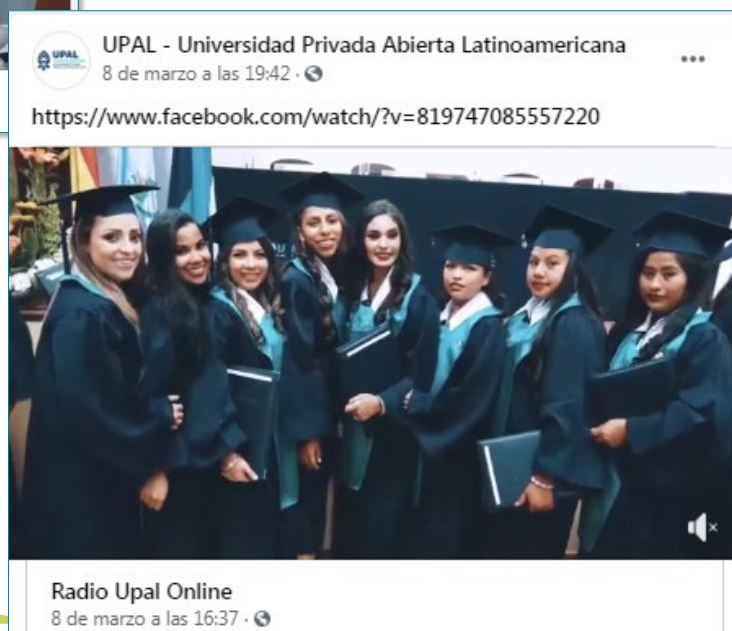 UPAL
UPAL - Universidad Privada Abierta Latinoamericana
8 de marzo a las 19:42 ·
https://www.facebook.com/watch/?v=819747085557220
Radio Upal Online
8 de marzo a las 16:37 ·